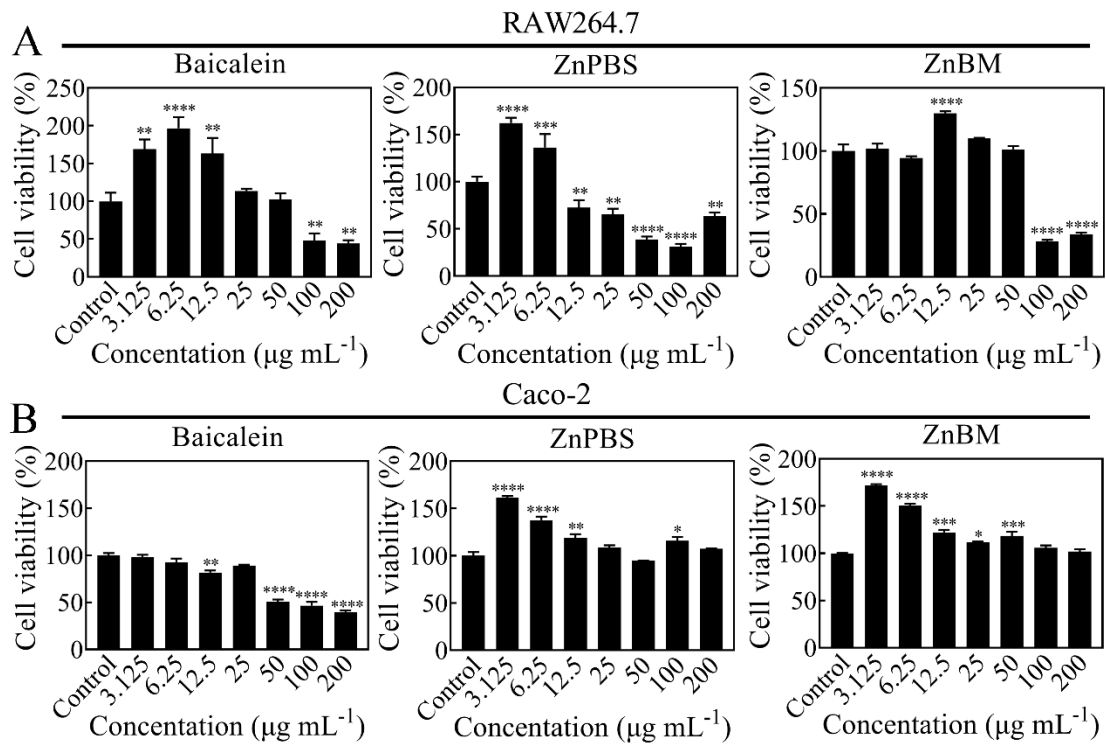 A
RAW264.7
Baicalein
Cell viability (%)
250
200
150
100
50
0
** **** ** ** **
Control 3.125 6.25 12.5 25 50 100 200
Concentation (µg mL⁻¹)
ZnPBS
Cell viability (%)
200
150
100
50
0
**** *** ** ** **** **** **
Control 3.125 6.25 12.5 25 50 100 200
Concentation (µg mL⁻¹)
ZnBM
Cell viability (%)
150
100
50
0
**** **** ****
Control 3.125 6.25 12.5 25 50 100 200
Concentation (µg mL⁻¹)
B
Caco-2
Baicalein
Cell viability (%)
200
150
100
50
0
** **** **** ****
Control 3.125 6.25 12.5 25 50 100 200
Concentation (µg mL⁻¹)
ZnPBS
Cell viability (%)
200
150
100
50
0
**** **** ** *
Control 3.125 6.25 12.5 25 50 100 200
Concentation (µg mL⁻¹)
ZnBM
Cell viability (%)
200
150
100
50
0
**** **** *** * ***
Control 3.125 6.25 12.5 25 50 100 200
Concentation (µg mL⁻¹)